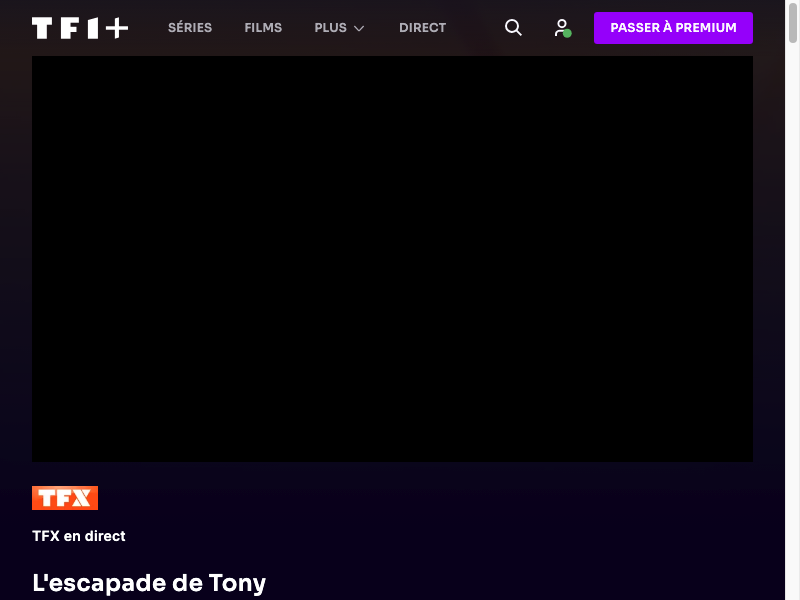 TF1+
SÉRIES FILMS PLUS DIRECT
PASSER À PREMIUM
TFX
TFX en direct
L'escapade de Tony